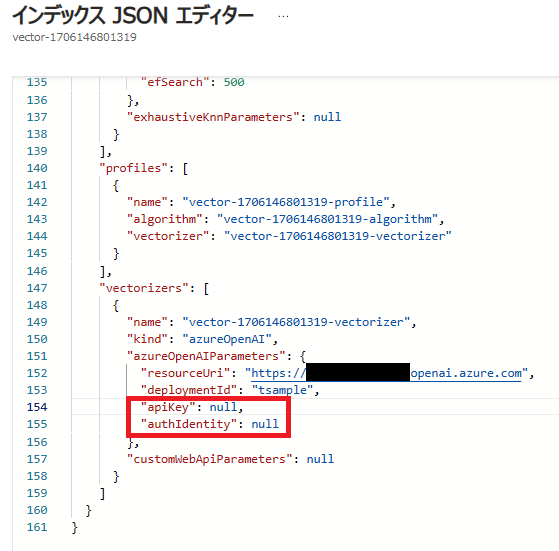 インデックス JSON エディター ...
vector-1706146801319
135 "efSearch": 500
136 },
137 "exhaustiveKnnParameters": null
138 }
139 ],
140 "profiles": [
141 {
142 "name": "vector-1706146801319-profile",
143 "algorithm": "vector-1706146801319-algorithm",
144 "vectorizer": "vector-1706146801319-vectorizer"
145 }
146 ],
147 "vectorizers": [
148 {
149 "name": "vector-1706146801319-vectorizer",
150 "kind": "azureOpenAI",
151 "azureOpenAIParameters": {
152 "resourceUri": "https://openai.azure.com",
153 "deploymentId": "tsample",
154 "apiKey": null,
155 "authIdentity": null
156 },
157 "customWebApiParameters": null
158 }
159 ]
160 }
161 }